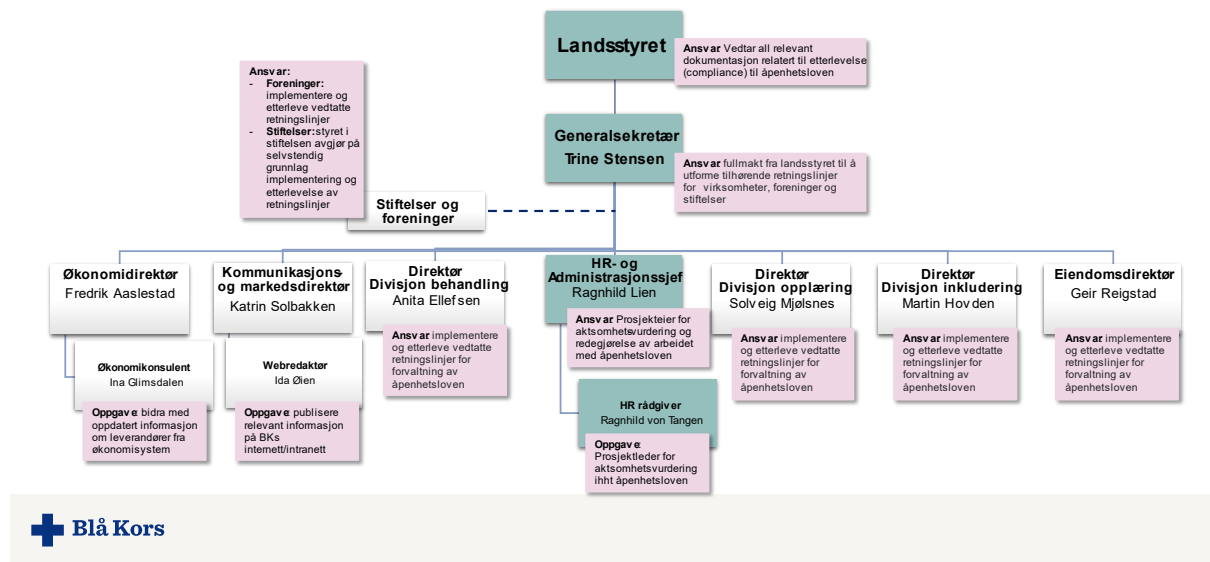 Landsstyret
Ansvar: Vedtar all relevant
dokumentasjon relatert til etterlevelse
(compliance) til åpenhetsloven
Ansvar:
- Foreninger:
implementere og
etterleve vedtatte
retningslinjer
- Stiftelser: styret i
stiftelsen avgjør på
selvstendig
grunnlag
implementering og
etterlevelse av
retningslinjer
Generalsekretær
Trine Stensen
Ansvar: fullmakt fra landsstyret til å
utforme tilhørende retningslinjer
for virksomheter, foreninger og
stiftelser
Stiftelser og
foreninger
Økonomidirektør
Fredrik Aaslestad
Økonomikonsulent
Ina Glimsdalen
Oppgave: bidra med
oppdatert informasjon
om leverandører fra
økonomisystem
Kommunikasjons-
og markedsdirektør
Katrin Solbakken
Webredaktør
Ida Øien
Oppgave: publisere
relevant informasjon
på BKs
internett/intranett
Direktør
Divisjon behandling
Anita Ellefsen
Ansvar: implementere
og etterleve vedtatte
retningslinjer for
forvaltning av
åpenhetsloven
HR- og
Administrasjonssjef
Ragnhild Lien
Ansvar: Prosjekteier for
aktsomhetsvurdering og
redegjørelse av arbeidet
med åpenhetsloven
HR rådgiver
Ragnhild von Tangen
Oppgave:
Prosjektleder for
aktsomhetsvurdering
ihht åpenhetsloven
Direktør
Divisjon opplæring
Solveig Mjølsnes
Ansvar: implementere
og etterleve vedtatte
retningslinjer for
forvaltning av
åpenhetsloven
Direktør
Divisjon inkludering
Martin Hovden
Ansvar: implementere
og etterleve vedtatte
retningslinjer for
forvaltning av
åpenhetsloven
Eiendomsdirektør
Geir Reigstad
Ansvar: implementere
og etterleve vedtatte
retningslinjer for
forvaltning av
åpenhetsloven
Blå Kors